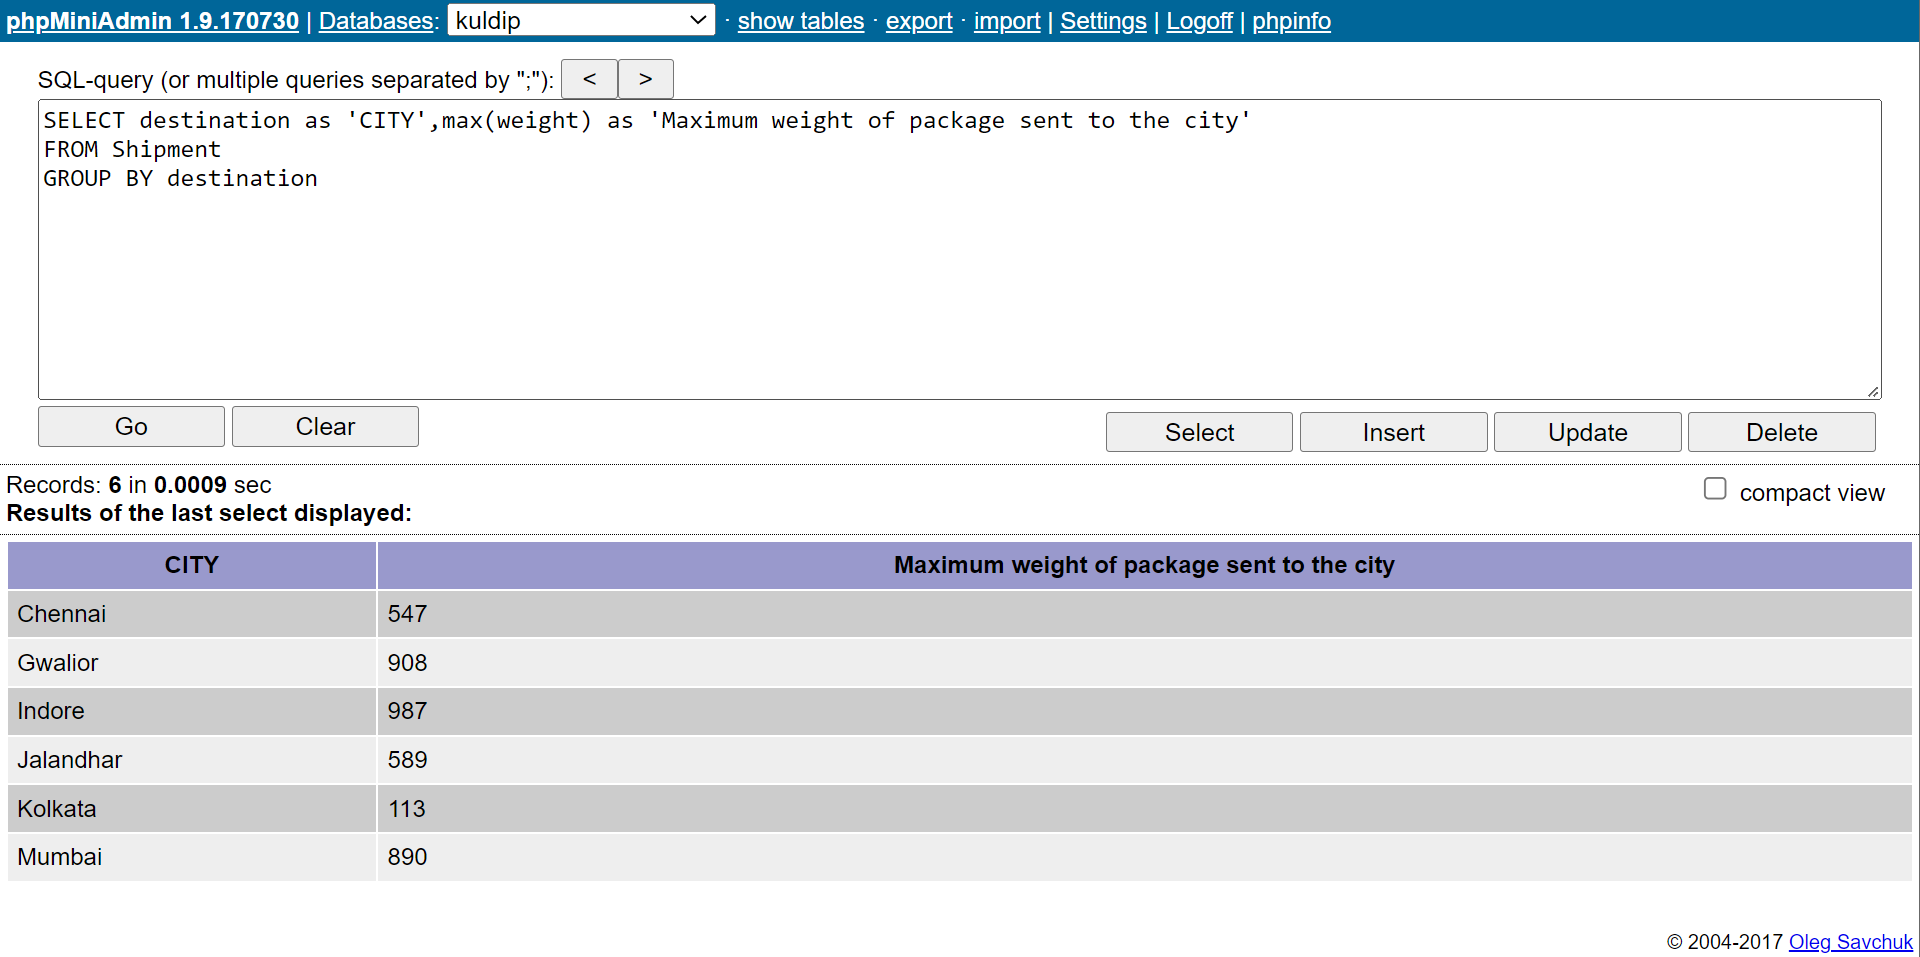 phpMiniAdmin 1.9.170730 | Databases: kuldip · show tables · export · import | Settings | Logoff | phpinfo
SQL-query (or multiple queries separated by ";"): < >
SELECT destination as 'CITY',max(weight) as 'Maximum weight of package sent to the city'
FROM Shipment
GROUP BY destination
Go Clear Select Insert Update Delete
Records: 6 in 0.0009 sec
compact view
Results of the last select displayed:
CITY Maximum weight of package sent to the city
Chennai 547
Gwalior 908
Indore 987
Jalandhar 589
Kolkata 113
Mumbai 890
© 2004-2017 Oleg Savchuk